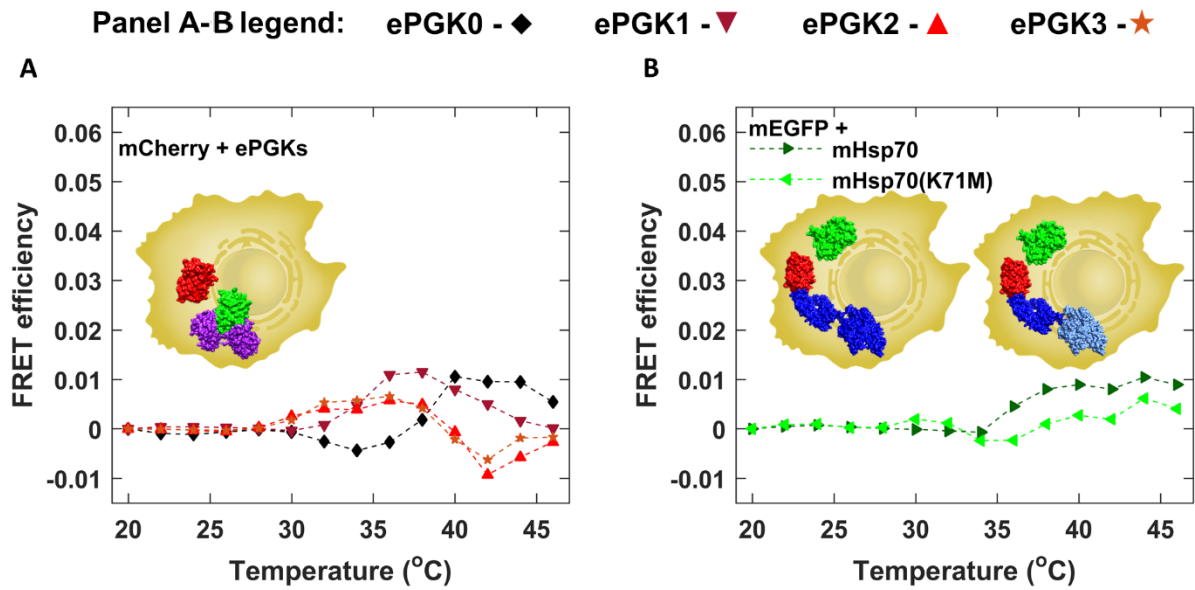 Panel A-B legend: ePGK0 - ePGK1 - ePGK2 - ePGK3 -
A
FRET efficiency
0.06
0.05
0.04
0.03
0.02
0.01
0
-0.01
mCherry + ePGKs
20 25 30 35 40 45
Temperature (°C)
B
FRET efficiency
0.06
0.05
0.04
0.03
0.02
0.01
0
-0.01
mEGFP +
mHsp70
mHsp70(K71M)
20 25 30 35 40 45
Temperature (°C)